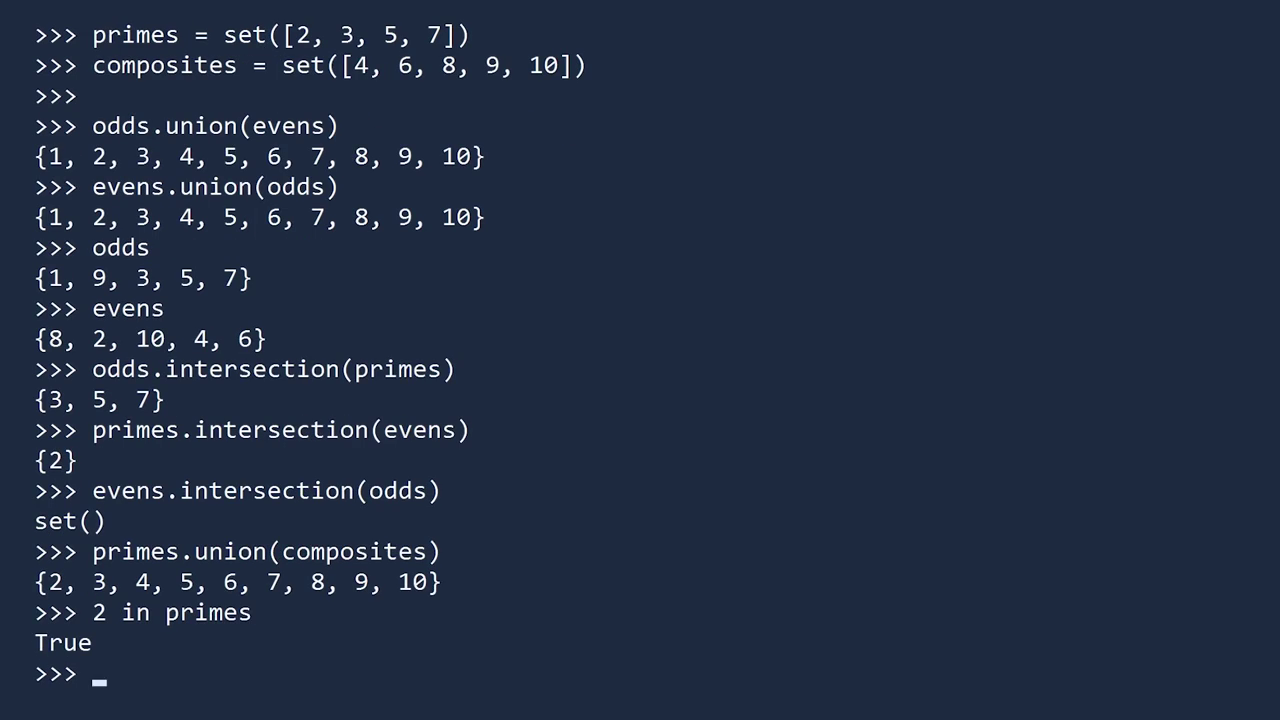 >>> primes = set([2, 3, 5, 7])
>>> composites = set([4, 6, 8, 9, 10])
>>>
>>> odds.union(evens)
{1, 2, 3, 4, 5, 6, 7, 8, 9, 10}
>>> evens.union(odds)
{1, 2, 3, 4, 5, 6, 7, 8, 9, 10}
>>> odds
{1, 9, 3, 5, 7}
>>> evens
{8, 2, 10, 4, 6}
>>> odds.intersection(primes)
{3, 5, 7}
>>> primes.intersection(evens)
{2}
>>> evens.intersection(odds)
set()
>>> primes.union(composites)
{2, 3, 4, 5, 6, 7, 8, 9, 10}
>>> 2 in primes
True
>>> _